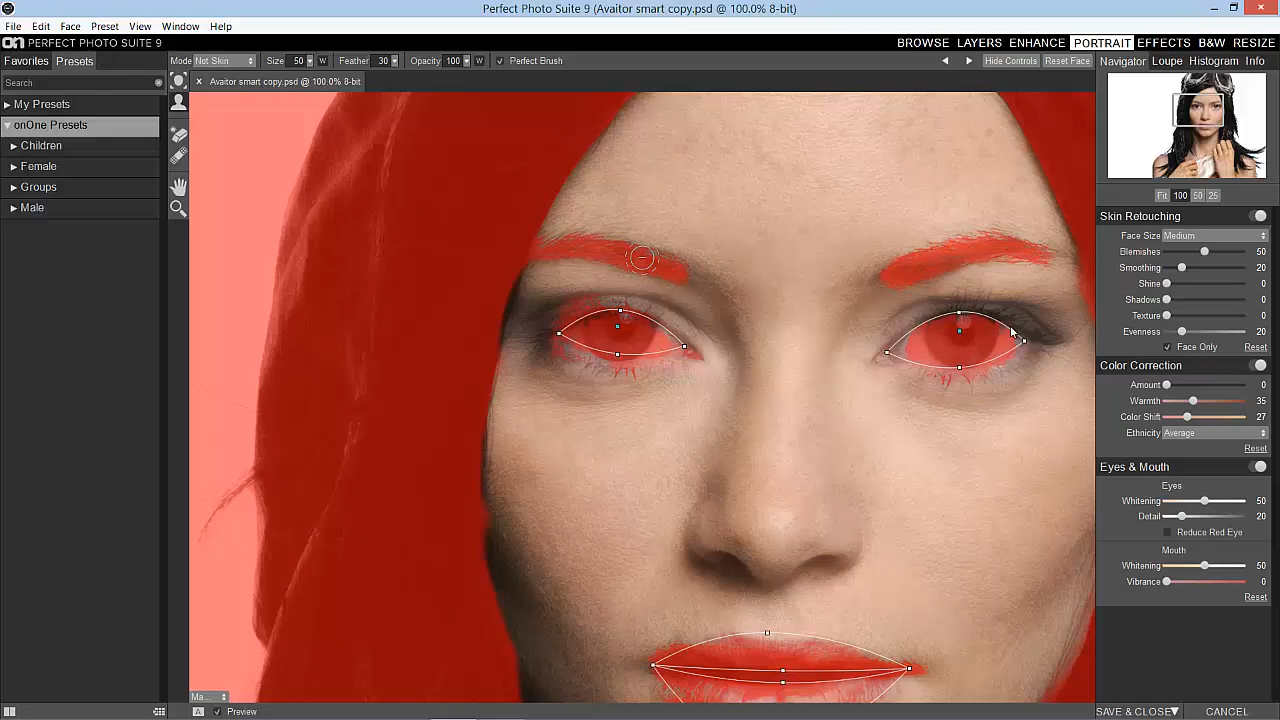 Perfect Photo Suite 9 (Avaitor smart copy.psd @ 100.0% 8-bit)
File Edit Face Preset View Window Help
on PERFECT PHOTO SUITE 9
BROWSE LAYERS ENHANCE PORTRAIT EFFECTS B&W RESIZE
Favorites Presets
Mode Not Skin Size: 50 W Feather 30 Opacity 100 W Perfect Brush
Hide Controls Reset Face
Navigator Loupe Histogram Info
Search
Avaitor smart copy.psd @ 100.0% 8-bit
My Presets
onOne Presets
Children
Female
Groups
Male
Fit 100 50 25
Skin Retouching
Face Size Medium
Blemishes 50
Smoothing 20
Shine 0
Shadows 0
Texture 0
Evenness 20
Face Only Reset
Color Correction
Amount 0
Warmth 35
Color Shift 27
Ethnicity Average
Reset
Eyes & Mouth
Eyes
Whitening 50
Detail 20
Reduce Red Eye
Mouth
Whitening 50
Vibrance 0
Reset
Ma...
A Preview
SAVE & CLOSE CANCEL